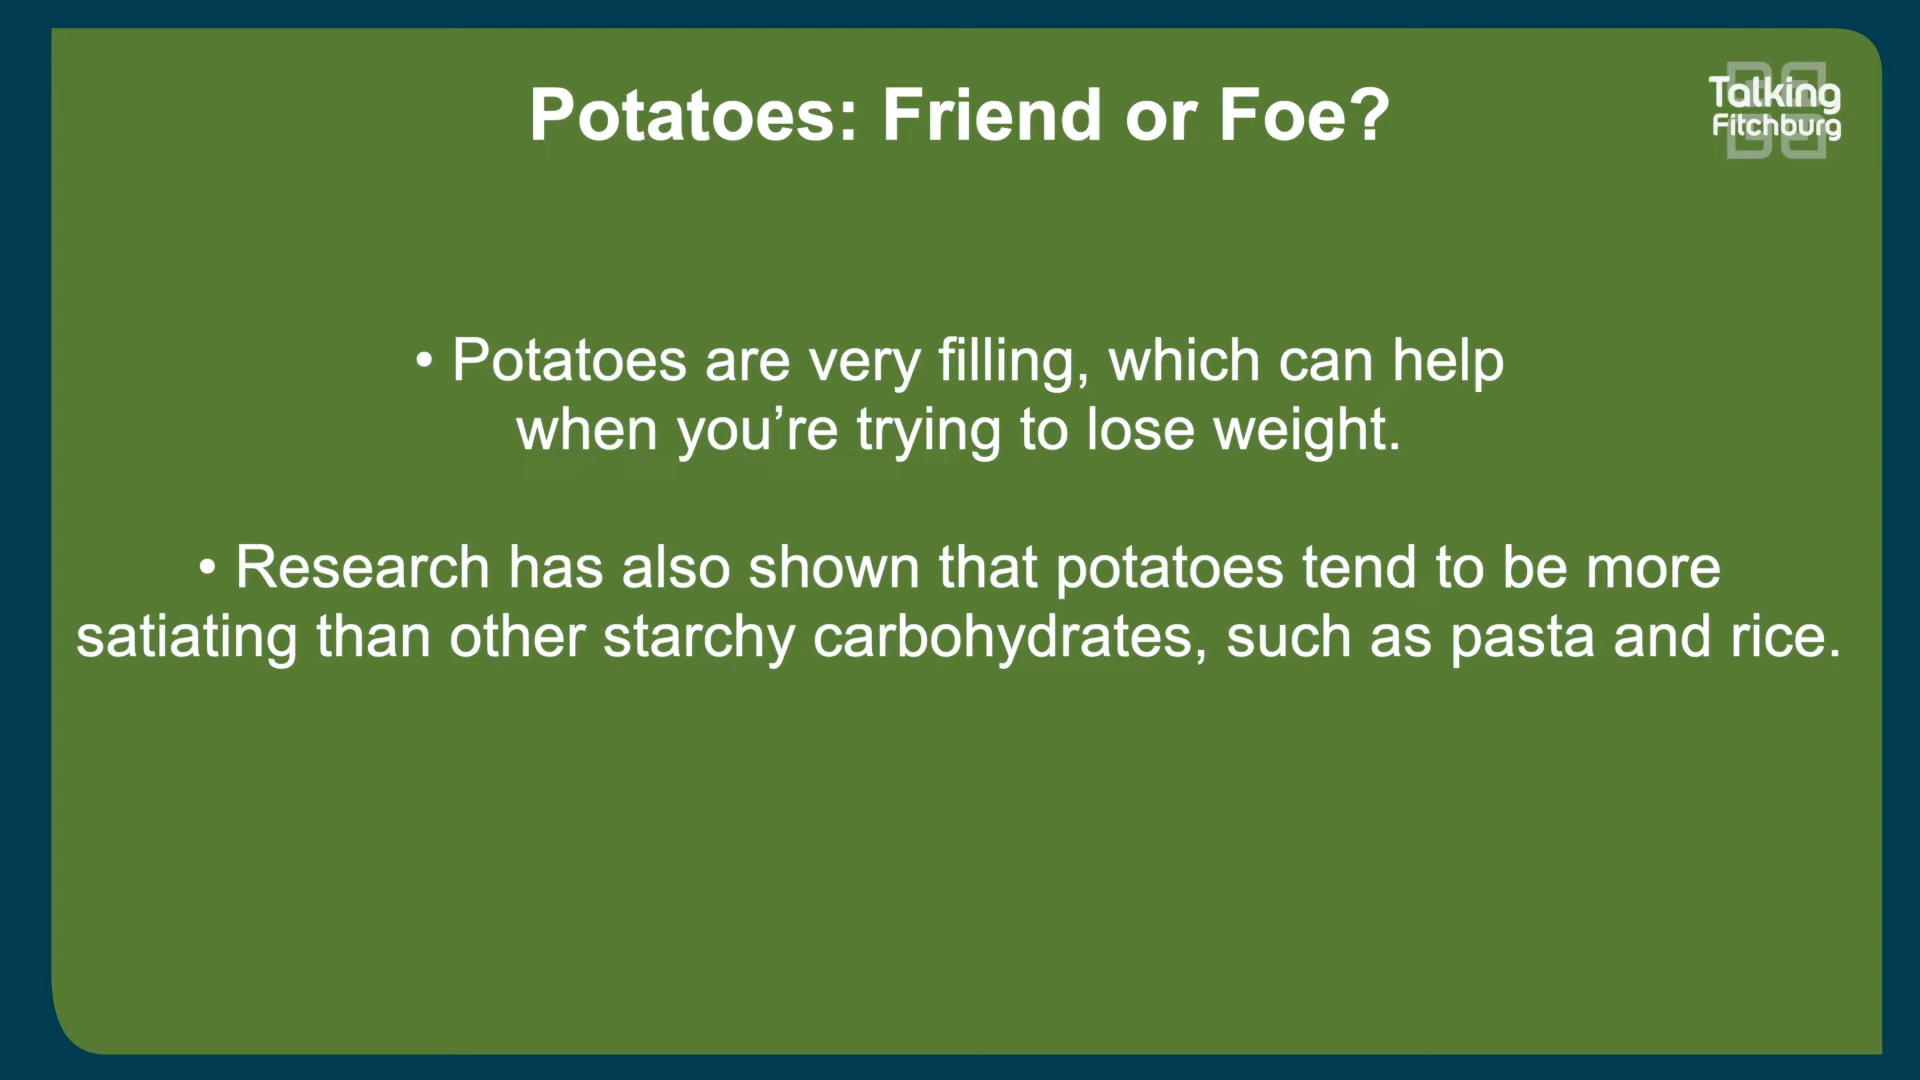 Potatoes: Friend or Foe?
Talking
Fitchburg
• Potatoes are very filling, which can help
when you’re trying to lose weight.
• Research has also shown that potatoes tend to be more
satiating than other starchy carbohydrates, such as pasta and rice.